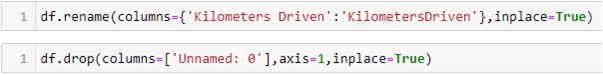 1 df.rename(columns={'Kilometers Driven':'KilometersDriven'},inplace=True)
1 df.drop(columns=['Unnamed: 0'],axis=1,inplace=True)